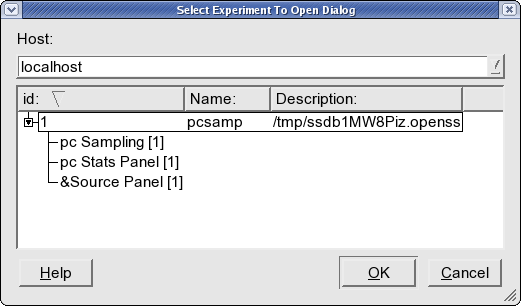 Select Experiment To Open Dialog
Host:
localhost
id: Name: Description:
1 pcsamp /tmp/ssdb1MW8Piz.openss
pc Sampling [1]
pc Stats Panel [1]
&Source Panel [1]
Help OK Cancel